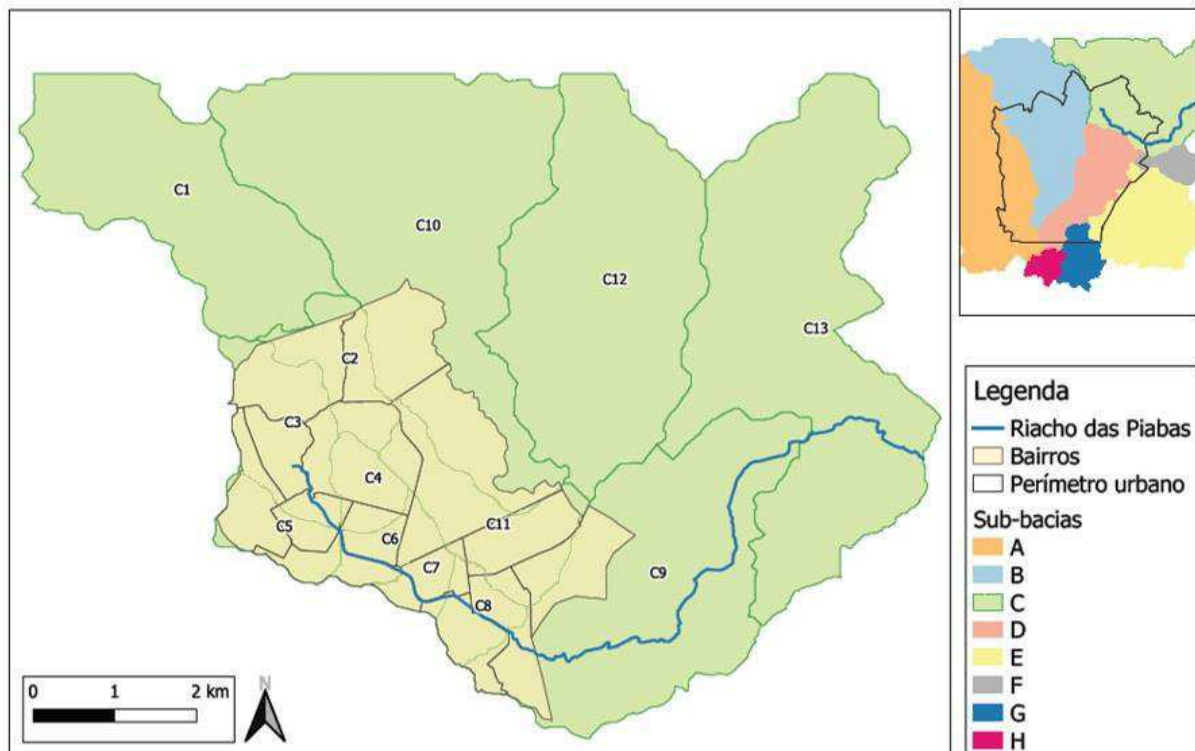 C1
C10
C12
C13
C2
C3
C4
C5
C6
C11
C7
C9
C8
0 1 2 km
N
Legenda
Riacho das Piabas
Bairros
Perímetro urbano
Sub-bacias
A
B
C
D
E
F
G
H